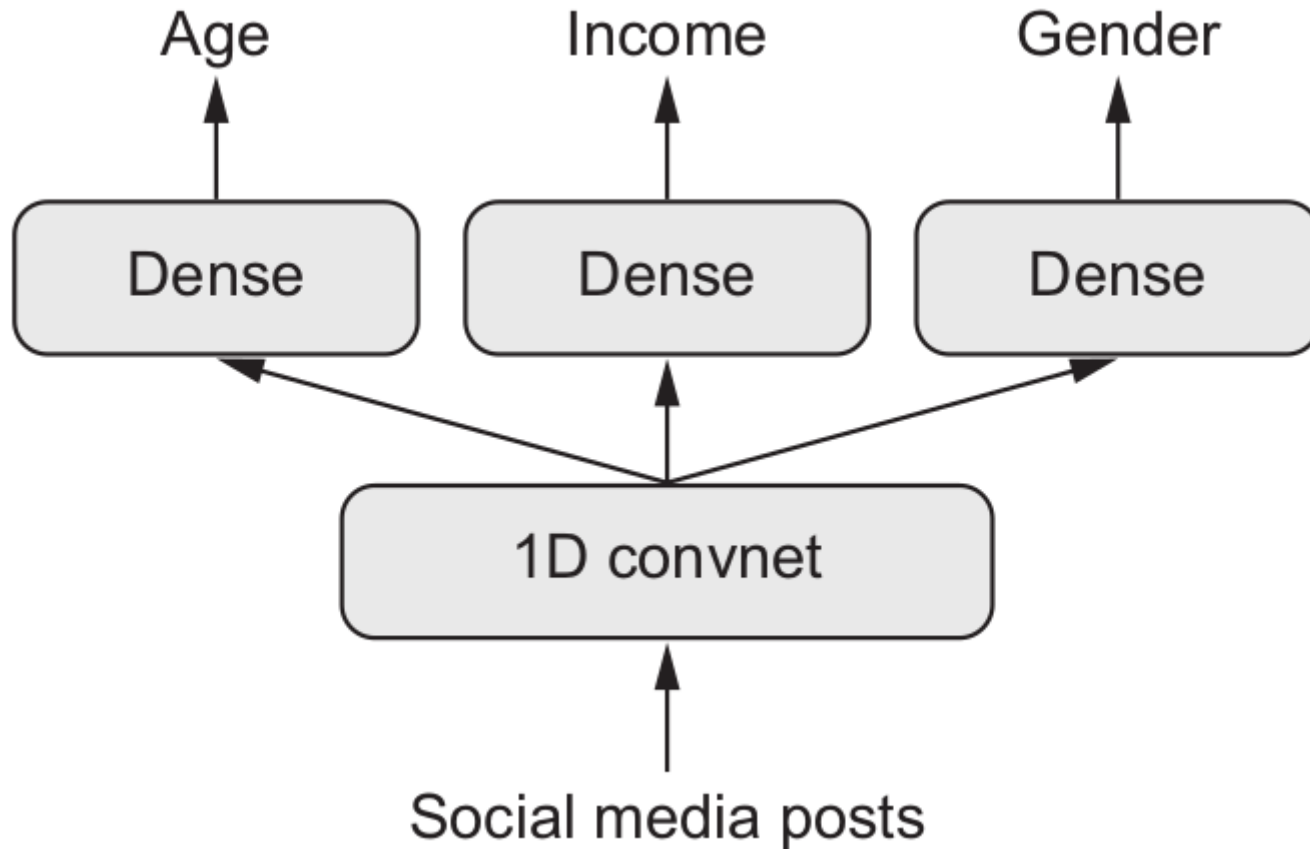 Age Income Gender
Dense Dense Dense
1D convnet
Social media posts